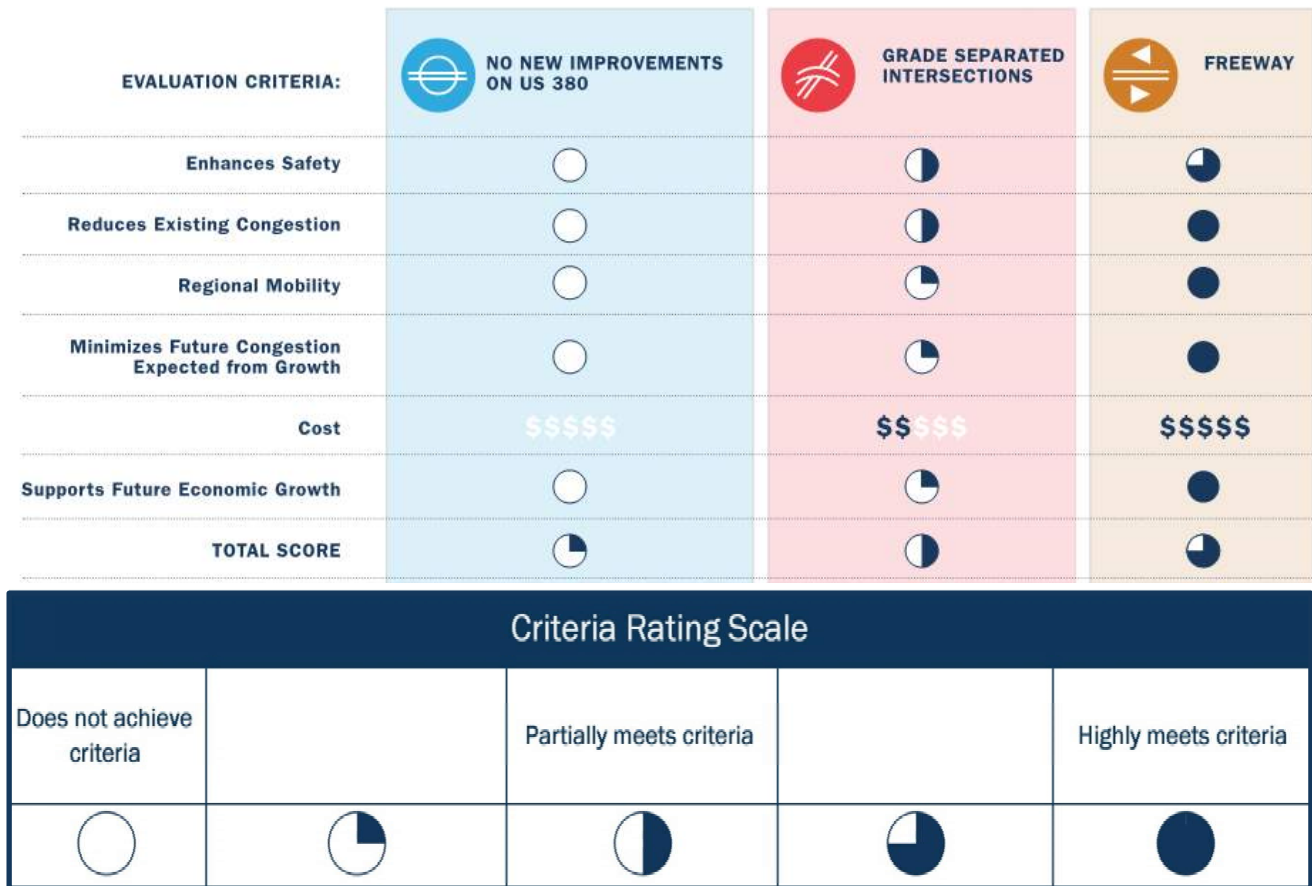 EVALUATION CRITERIA:
NO NEW IMPROVEMENTS
ON US 380
GRADE SEPARATED
INTERSECTIONS
FREEWAY
Enhances Safety
Reduces Existing Congestion
Regional Mobility
Minimizes Future Congestion
Expected from Growth
Cost
$$$$$
$$$$$
$$$$$
Supports Future Economic Growth
TOTAL SCORE
Criteria Rating Scale
Does not achieve
criteria
Partially meets criteria
Highly meets criteria